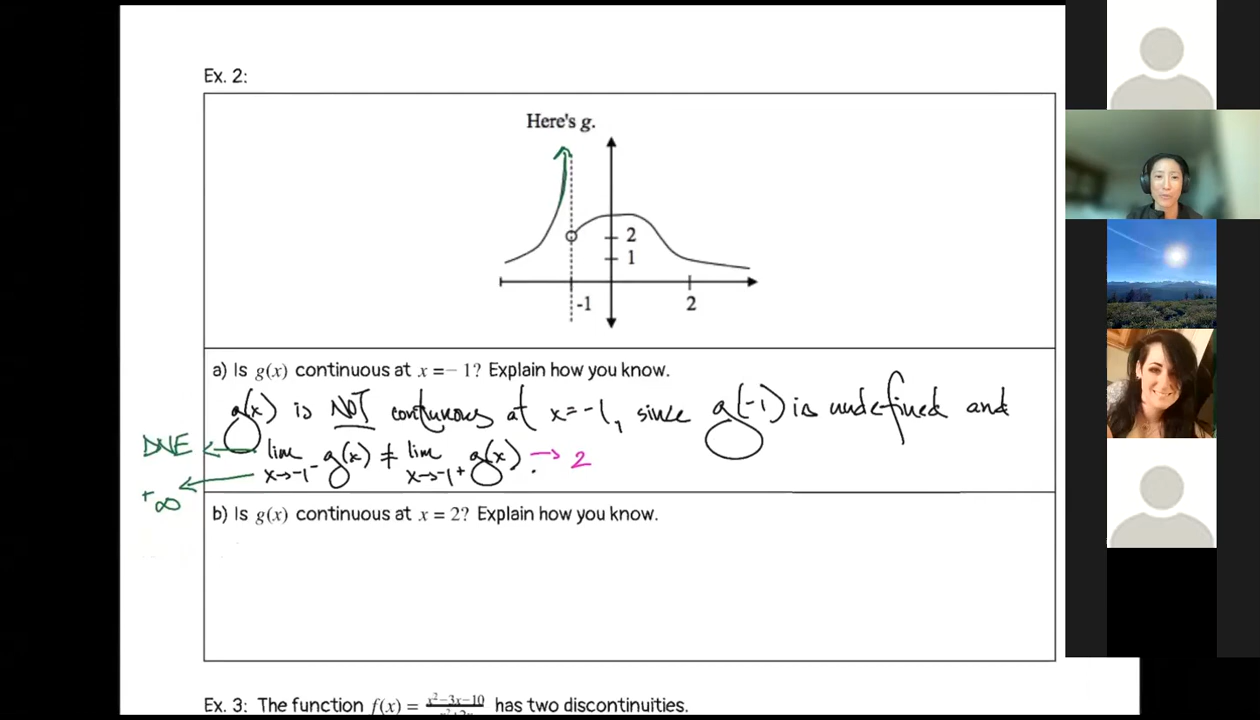 Ex. 2:
Here's g.
2
1
-1
2
a) Is g(x) continuous at x =− 1? Explain how you know.
g(x) is NOT continuous at x=-1, since g(-1) is undefined and
DNE ← lim x→-1⁻ g(x) ≠ lim x→-1⁺ g(x). → 2
+∞
b) Is g(x) continuous at x = 2? Explain how you know.
Ex. 3: The function f(x) = x²−3x−10 has two discontinuities.